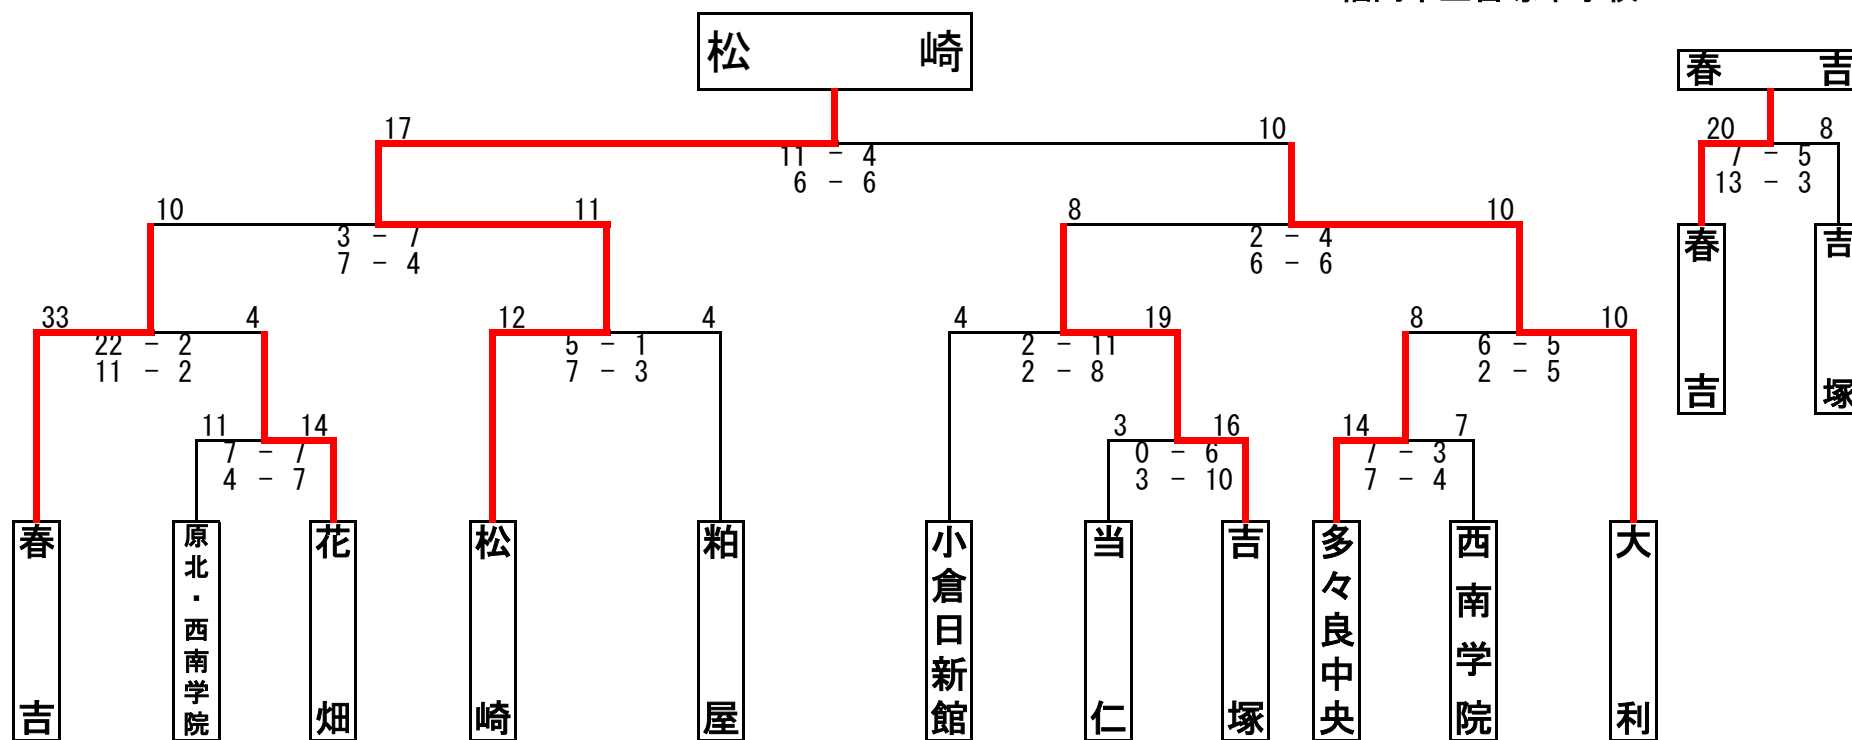 松 崎
春 吉
17 10
11 - 4
6 - 6
20 8
7 - 5
13 - 3
10 11
3 - 7
7 - 4
8 10
2 - 4
6 - 6
春吉
吉塚
33 4
22 - 2
11 - 2
12 4
5 - 1
7 - 3
4 19
2 - 11
2 - 8
8 10
6 - 5
2 - 5
11 14
7 - 7
4 - 7
3 16
0 - 6
3 - 10
14 7
7 - 3
7 - 4
春吉
原北・西南学院
花畑
松崎
粕屋
小倉日新館
当仁
吉塚
多々良中央
西南学院
大利